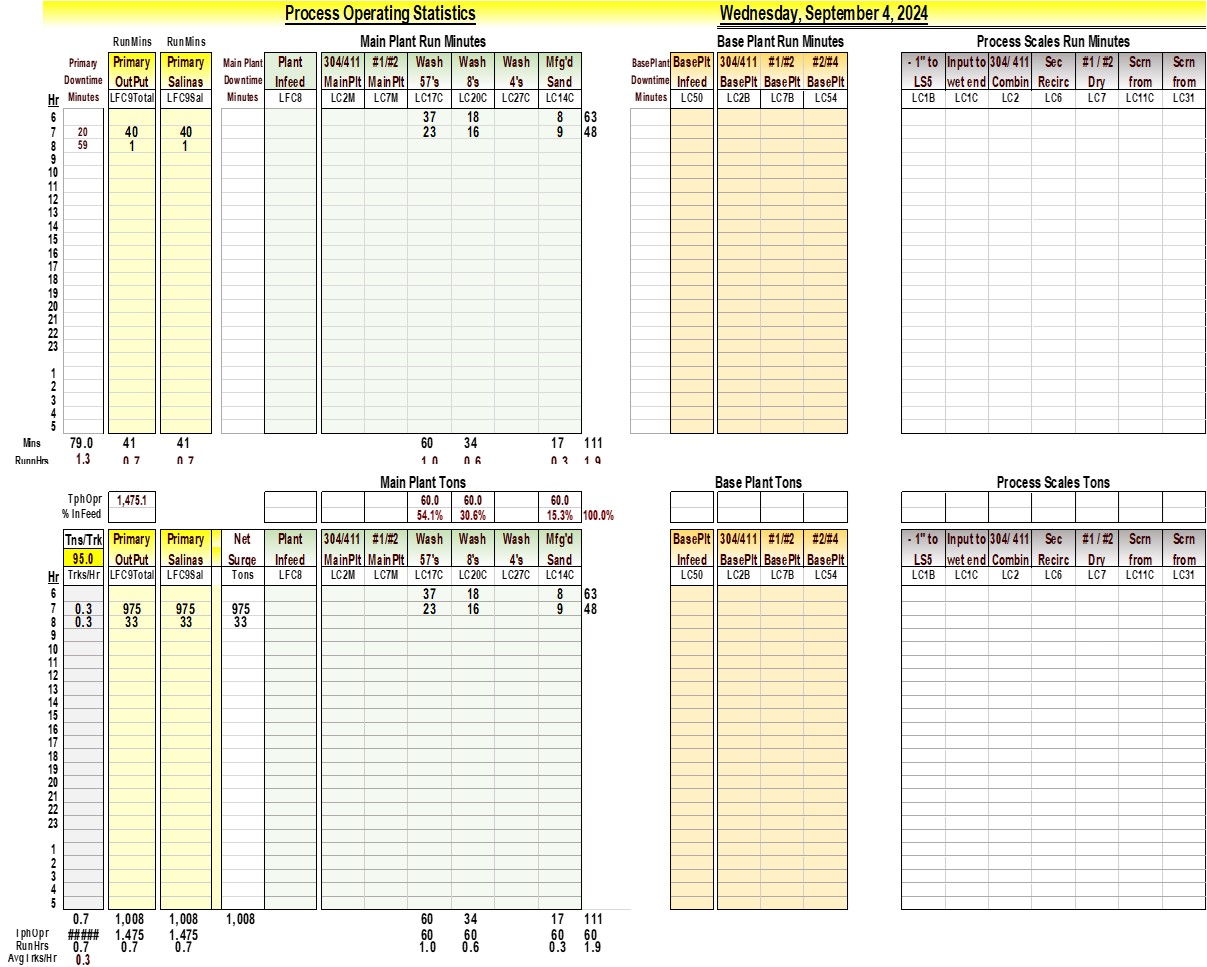 Process Operating Statistics Wednesday, September 4, 2024
RunMins RunMins Main Plant Run Minutes Base Plant Run Minutes Process Scales Run Minutes
Primary Primary Primary Main Plant Plant 304/411 #1/#2 Wash Wash Wash Mfg'd BasePlant BasePlt 304/411 #1/#2 #2/#4 - 1" to Input to 304/ 411 Sec #1 / #2 Scrn Scrn
Downtime OutPut Salinas Downtime Infeed MainPlt MainPlt 57's 8's 4's Sand Downtime Infeed BasePlt BasePlt BasePlt LS5 wet end Combin Recirc Dry from from
Hr Minutes LFC9Total LFC9Sal Minutes LFC8 LC2M LC7M LC17C LC20C LC27C LC14C Minutes LC50 LC2B LC7B LC54 LC1B LC1C LC2 LC6 LC7 LC11C LC31
6 37 18 8 63
7 20 40 40 23 16 9 48
8 59 1 1
9
10
11
12
13
14
15
16
17
18
19
20
21
22
23
1
2
3
4
5
Mins 79.0 41 41 60 34 17 111
RunnHrs 1.3 0.7 0.7 1.0 0.6 0.3 1.9
Main Plant Tons Base Plant Tons Process Scales Tons
TphOpr 1,475.1 60.0 60.0 60.0
% InFeed 54.1% 30.6% 15.3% 100.0%
Tns/Trk Primary Primary Net Plant 304/411 #1/#2 Wash Wash Wash Mfg'd BasePlt 304/411 #1/#2 #2/#4 - 1" to Input to 304/ 411 Sec #1 / #2 Scrn Scrn
95.0 OutPut Salinas Surge Infeed MainPlt MainPlt 57's 8's 4's Sand Infeed BasePlt BasePlt BasePlt LS5 wet end Combin Recirc Dry from from
Hr Trks/Hr LFC9Total LFC9Sal Tons LFC8 LC2M LC7M LC17C LC20C LC27C LC14C LC50 LC2B LC7B LC54 LC1B LC1C LC2 LC6 LC7 LC11C LC31
6 37 18 8 63
7 0.3 975 975 975 23 16 9 48
8 0.3 33 33 33
9
10
11
12
13
14
15
16
17
18
19
20
21
22
23
1
2
3
4
5
0.7 1,008 1,008 1,008 60 34 17 111
TphOpr ##### 1,475 1,475 60 60 60 60
RunHrs 0.7 0.7 0.7 1.0 0.6 0.3 1.9
AvgTrks/Hr 0.3